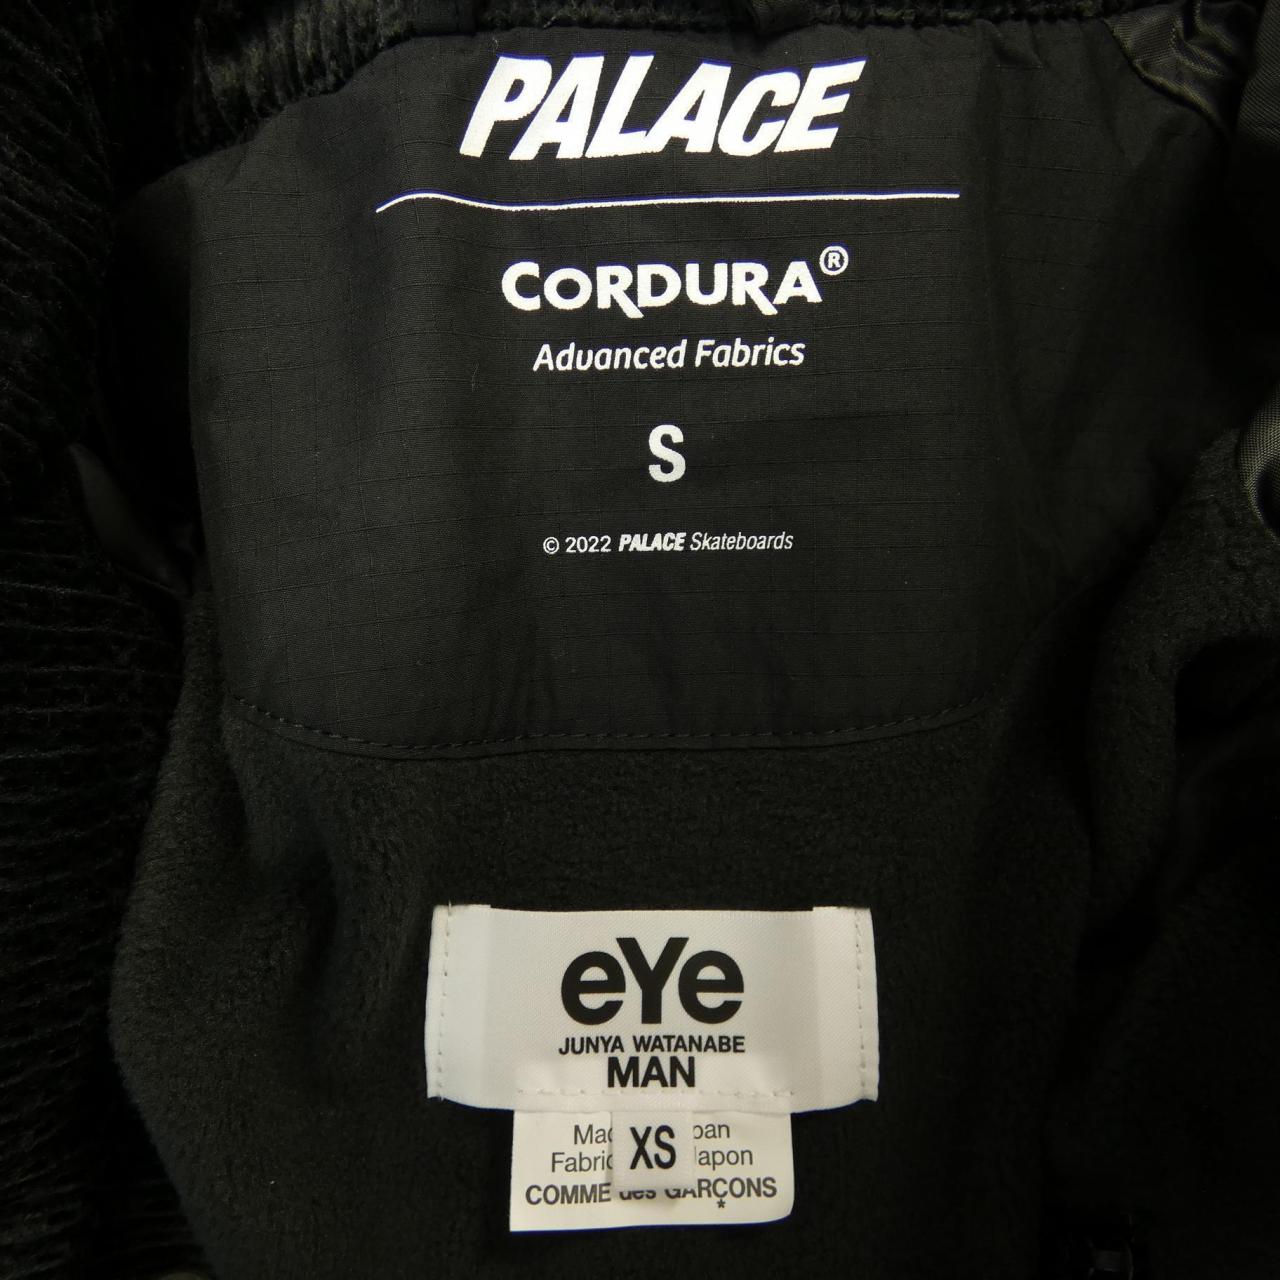 PALACE
CORDURA®
Advanced Fabrics
S
© 2022 PALACE Skateboards
eYe
JUNYA WATANABE
MAN
XS
COMME des GARÇONS
*